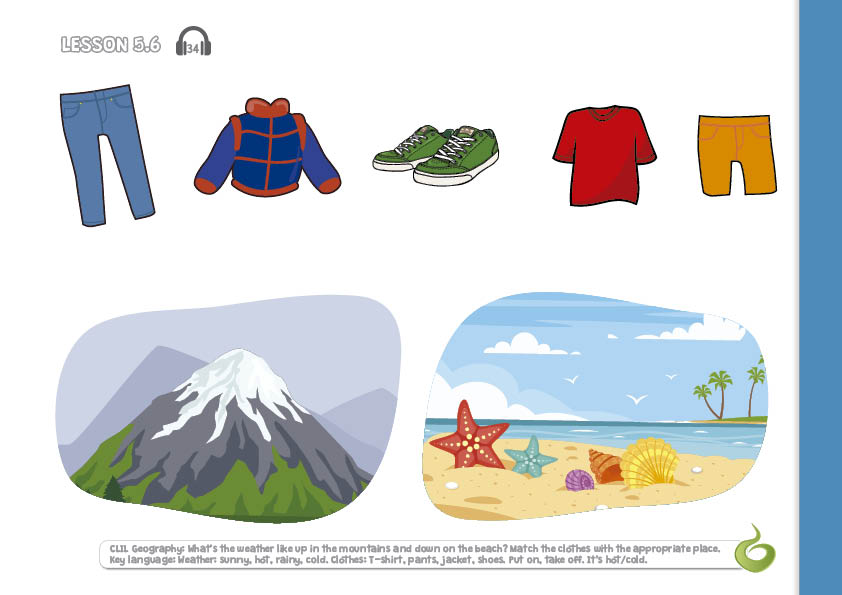 LESSON 5.6
34
CLIL Geography: What's the weather like up in the mountains and down on the beach? Match the clothes with the appropriate place.
Key language: Weather: sunny, hot, rainy, cold. Clothes: T-shirt, pants, jacket, shoes. Put on, take off. It's hot/cold.